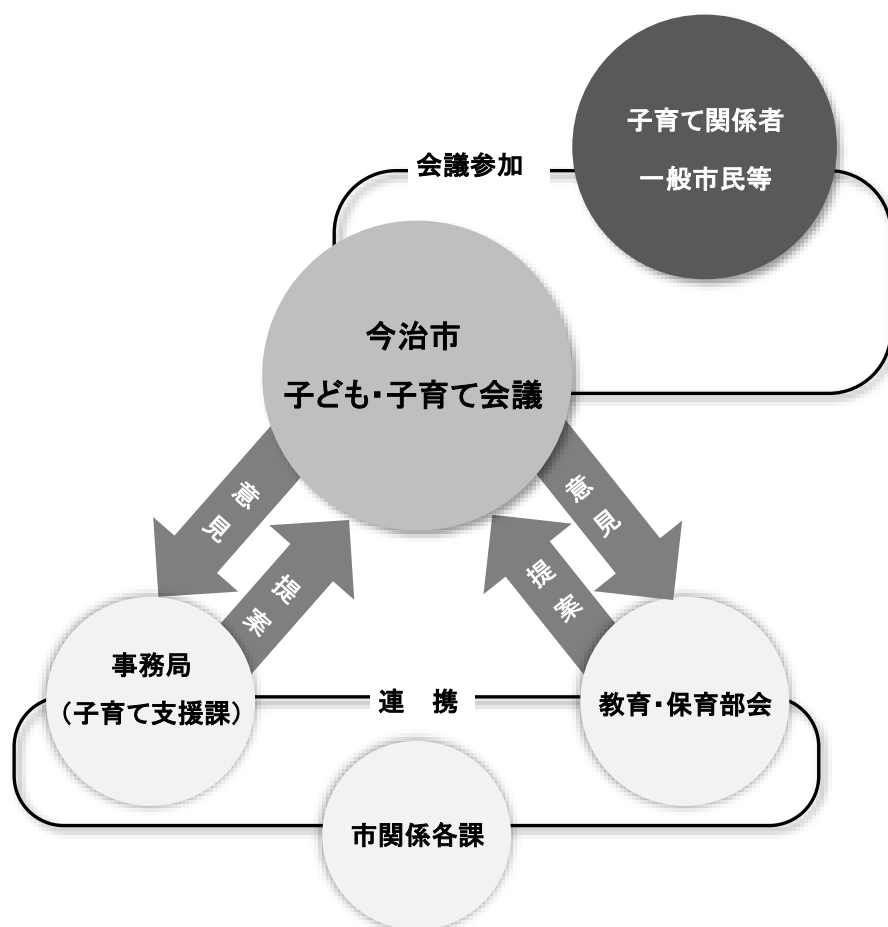 子育て関係者
一般市民等
会議参加
今治市
子ども・子育て会議
意見
提案
意見
提案
事務局
（子育て支援課）
連　携
教育・保育部会
市関係各課